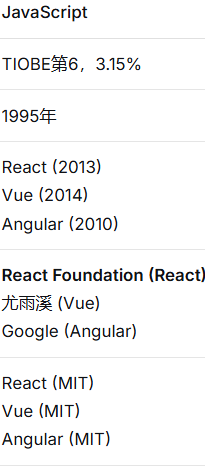 JavaScript
TIOBE第6，3.15%
1995年
React (2013)
Vue (2014)
Angular (2010)
React Foundation (React)
尤雨溪 (Vue)
Google (Angular)
React (MIT)
Vue (MIT)
Angular (MIT)